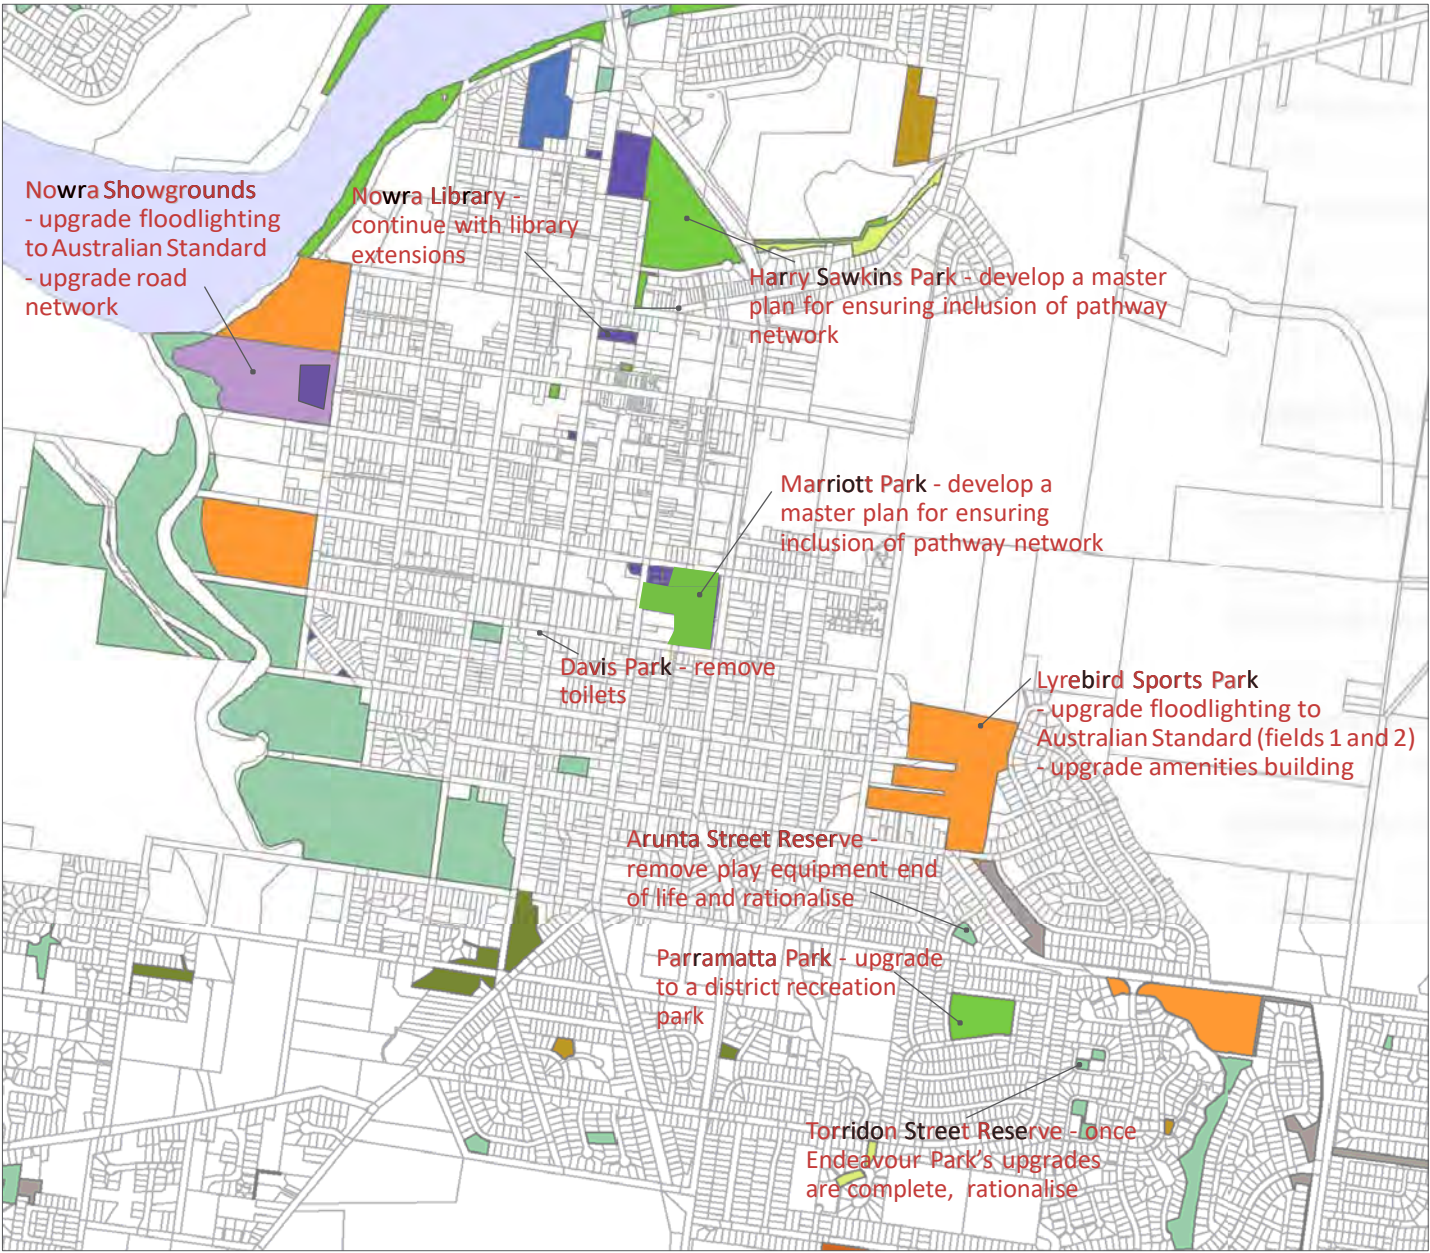 Nowra Showgrounds
- upgrade floodlighting
to Australian Standard
- upgrade road
network
Nowra Library -
continue with library
extensions
Harry Sawkins Park - develop a master
plan for ensuring inclusion of pathway
network
Marriott Park - develop a
master plan for ensuring
inclusion of pathway network
Davis Park - remove
toilets
Lyrebird Sports Park
- upgrade floodlighting to
Australian Standard (fields 1 and 2)
- upgrade amenities building
Arunta Street Reserve -
remove play equipment end
of life and rationalise
Parramatta Park - upgrade
to a district recreation
park
Torridon Street Reserve - once
Endeavour Park’s upgrades
are complete, rationalise